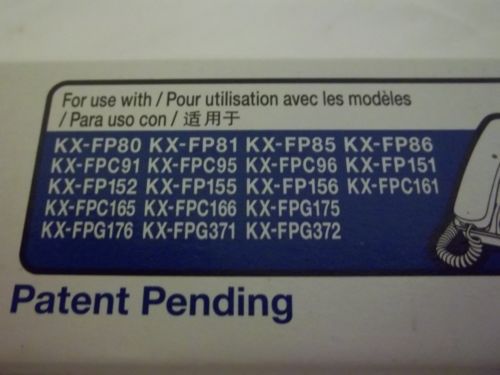 For use with / Pour utilisation avec les modèles
/ Para uso con / 适用于
KX-FP80 KX-FP81 KX-FP85 KX-FP86
KX-FPC91 KX-FPC95 KX-FPC96 KX-FP151
KX-FP152 KX-FP155 KX-FP156 KX-FPC161
KX-FPC165 KX-FPC166 KX-FPG175
KX-FPG176 KX-FPG371 KX-FPG372
Patent Pending